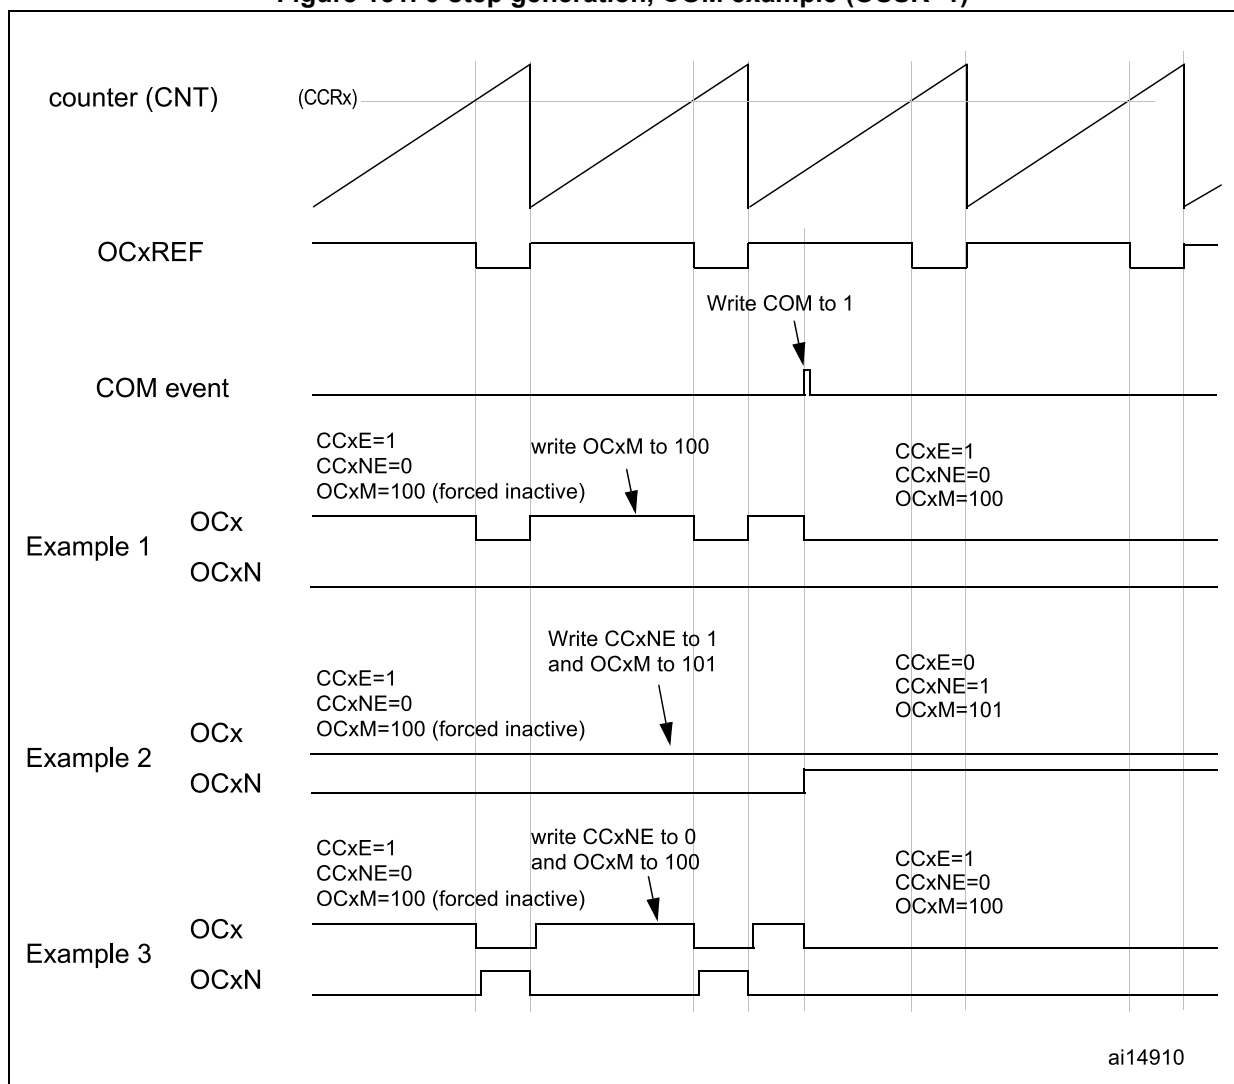 counter (CNT)
(CCRx)
OCxREF
Write COM to 1
COM event
CCxE=1
CCxNE=0
OCxM=100 (forced inactive)
write OCxM to 100
CCxE=1
CCxNE=0
OCxM=100
Example 1
OCx
OCxN
Write CCxNE to 1
and OCxM to 101
CCxE=1
CCxNE=0
OCxM=100 (forced inactive)
CCxE=0
CCxNE=1
OCxM=101
Example 2
OCx
OCxN
write CCxNE to 0
and OCxM to 100
CCxE=1
CCxNE=0
OCxM=100 (forced inactive)
CCxE=1
CCxNE=0
OCxM=100
Example 3
OCx
OCxN
ai14910